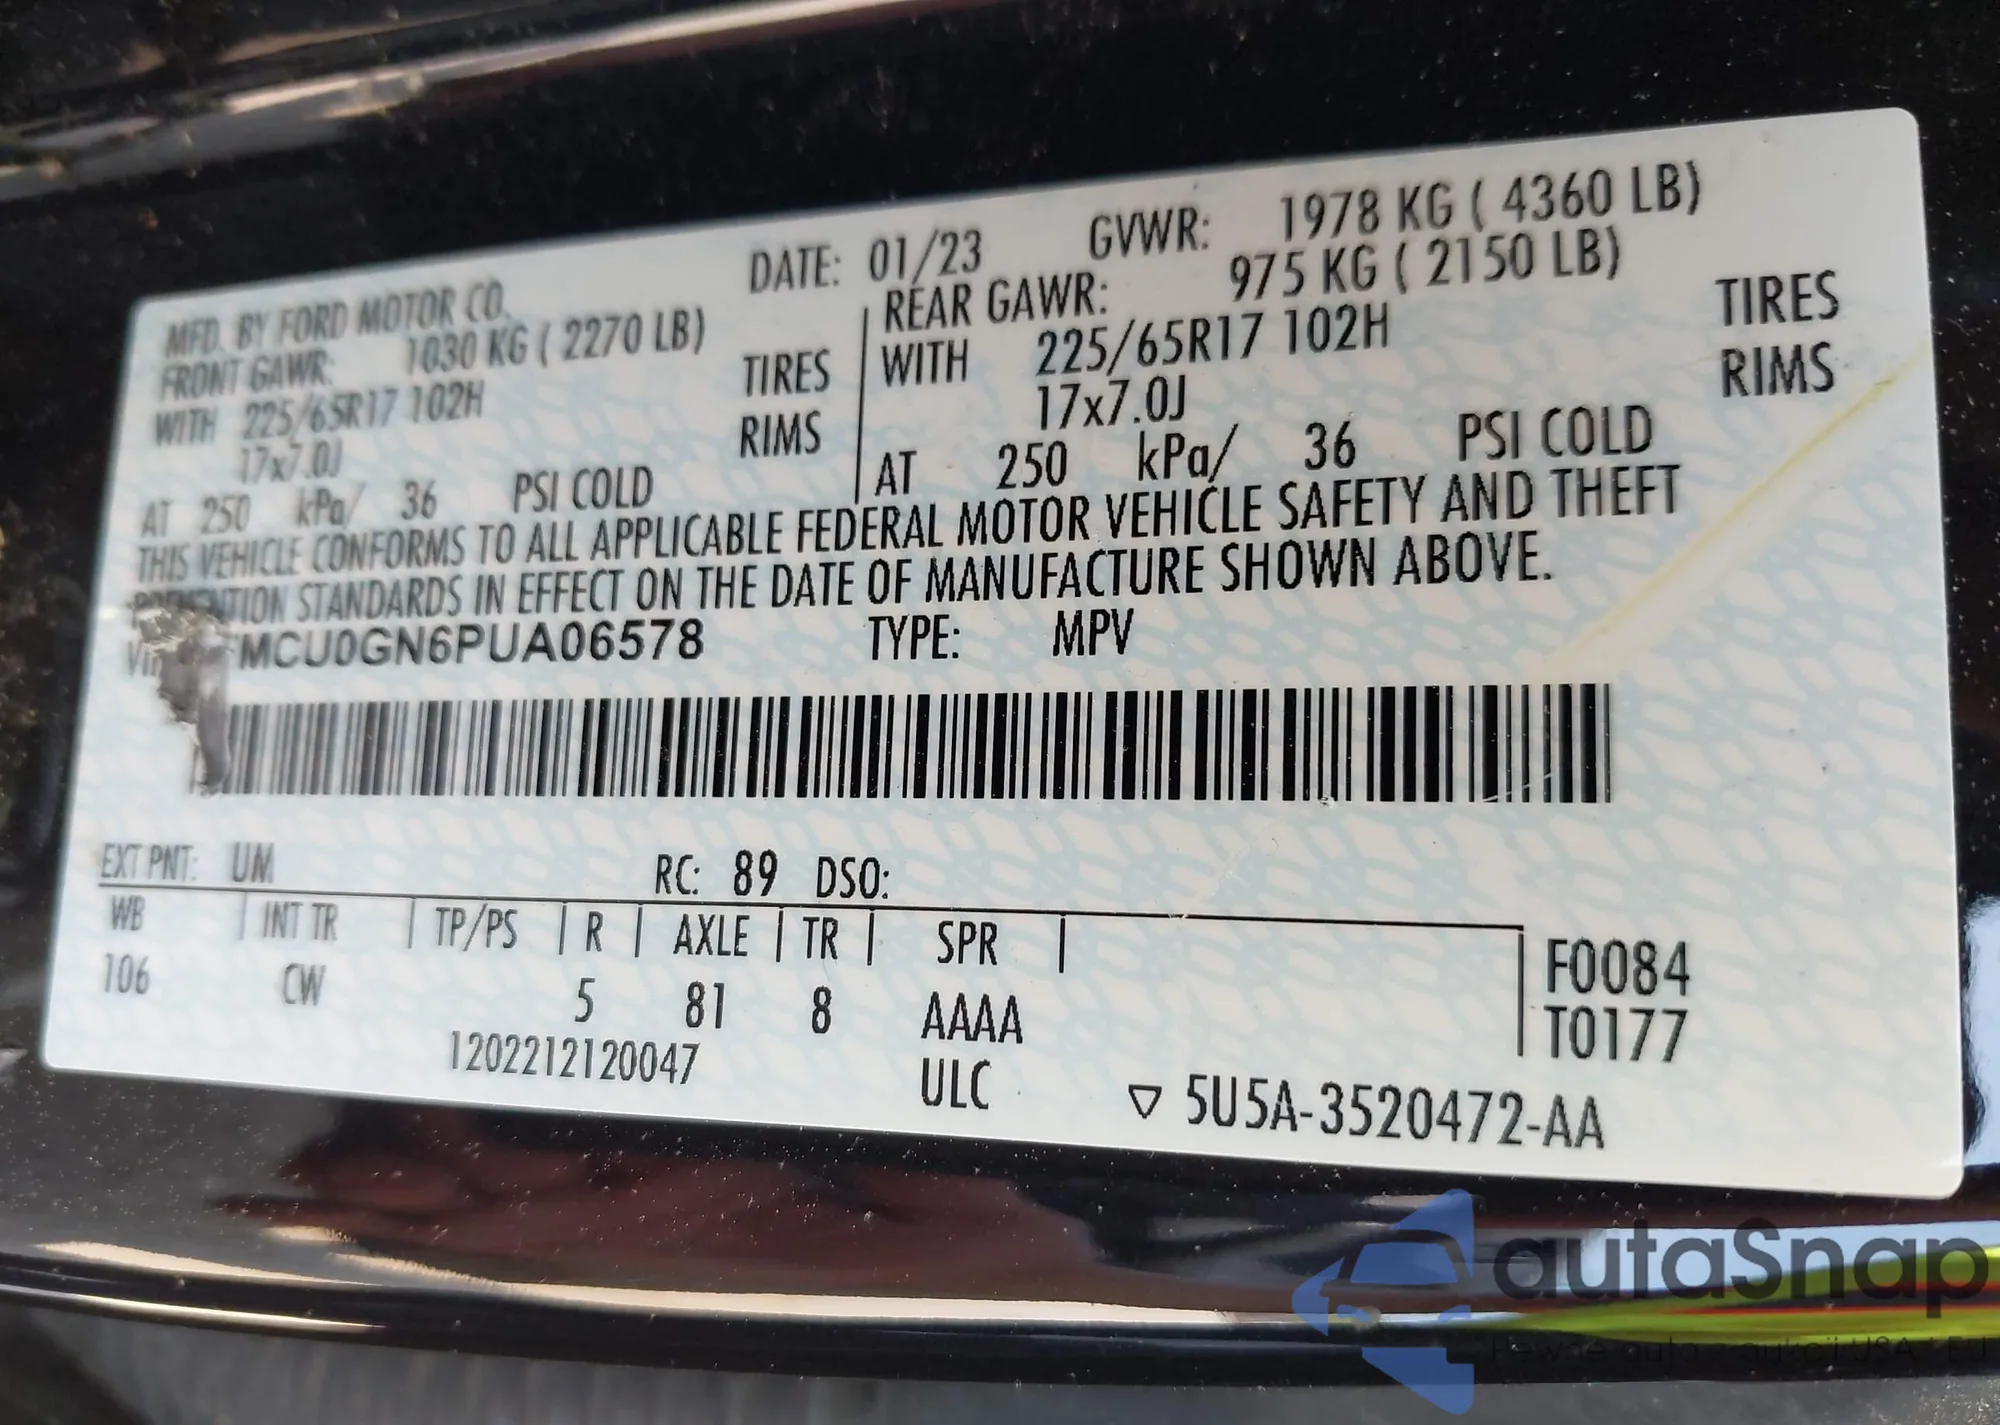 MFD. BY FORD MOTOR CO. DATE: 01/23 GVWR: 1978 KG ( 4360 LB)
FRONT GAWR: 1030 KG ( 2270 LB) REAR GAWR: 975 KG ( 2150 LB)
WITH 225/65R17 102H TIRES WITH 225/65R17 102H TIRES
17x7.0J RIMS 17x7.0J RIMS
AT 250 kPa/ 36 PSI COLD AT 250 kPa/ 36 PSI COLD
THIS VEHICLE CONFORMS TO ALL APPLICABLE FEDERAL MOTOR VEHICLE SAFETY AND THEFT
PREVENTION STANDARDS IN EFFECT ON THE DATE OF MANUFACTURE SHOWN ABOVE.
FMCU0GN6PUA06578 TYPE: MPV
EXT PNT: UM RC: 89 DSO:
WB INT TR TP/PS R AXLE TR SPR F0084
106 CW 5 81 8 AAAA T0177
1202212120047 ULC ▽ 5U5A-3520472-AA
autaSnap